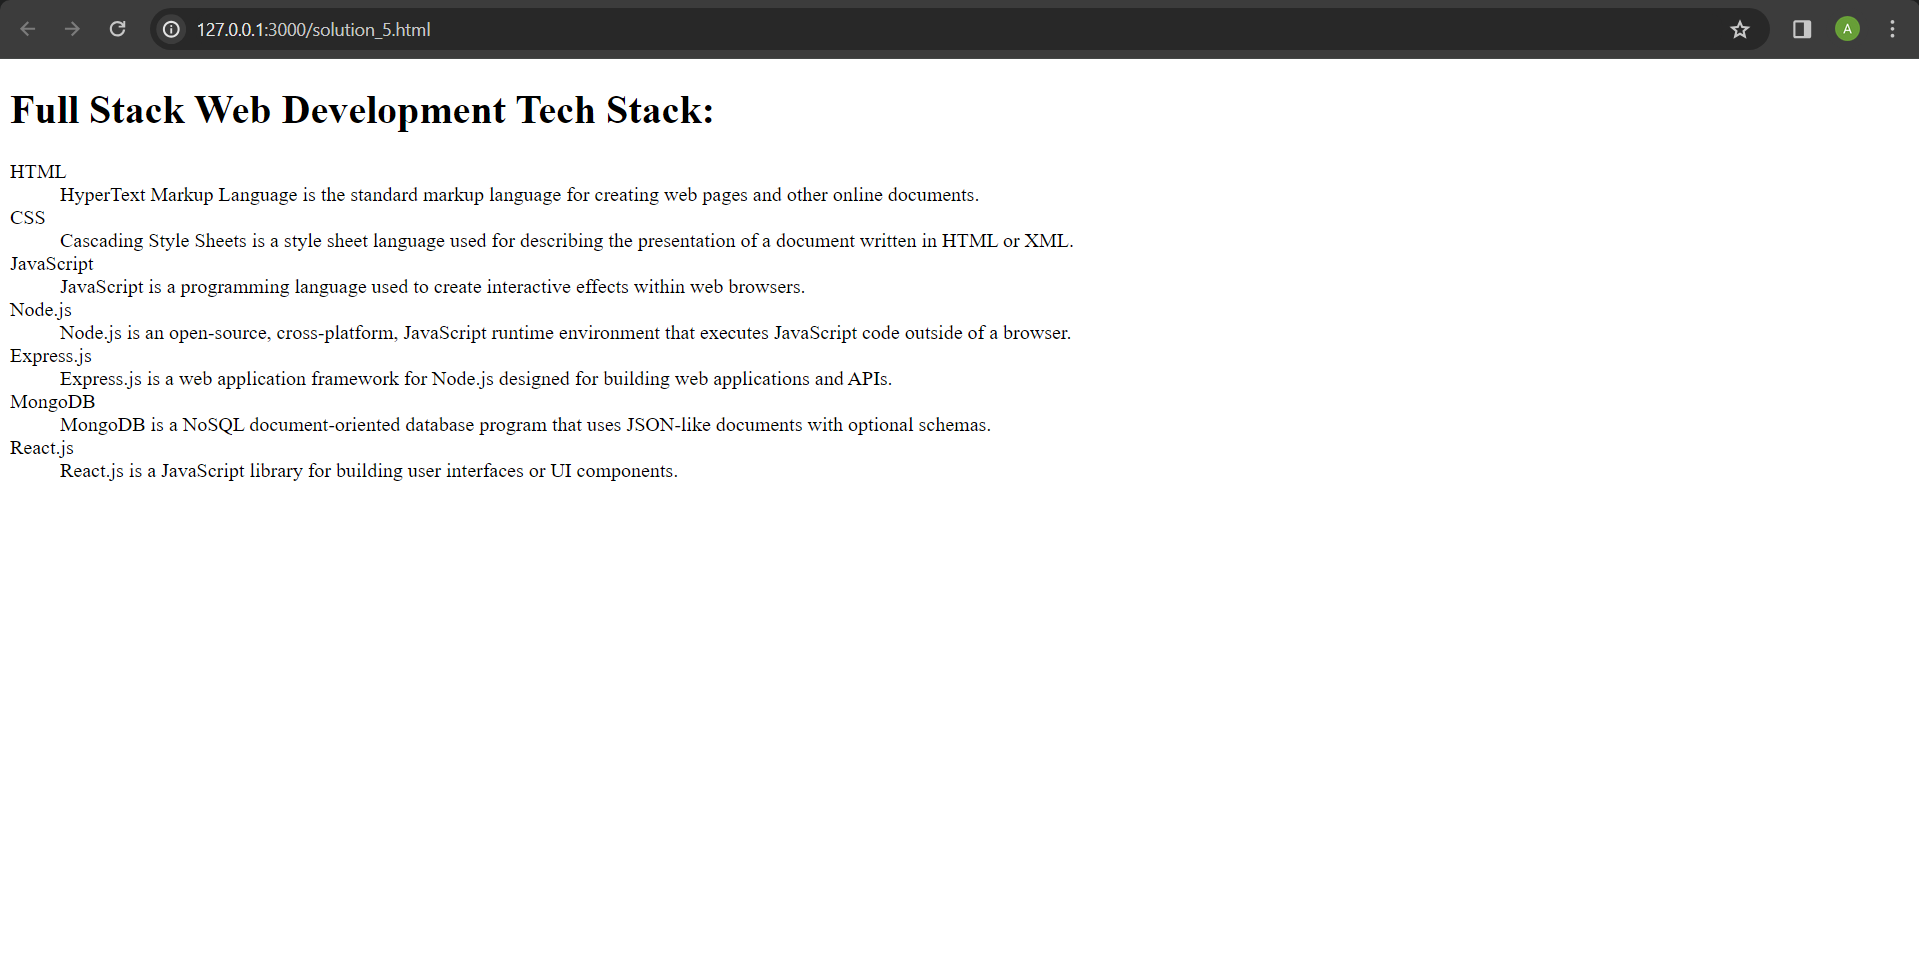 127.0.0.1:3000/solution_5.html
A
Full Stack Web Development Tech Stack:
HTML
HyperText Markup Language is the standard markup language for creating web pages and other online documents.
CSS
Cascading Style Sheets is a style sheet language used for describing the presentation of a document written in HTML or XML.
JavaScript
JavaScript is a programming language used to create interactive effects within web browsers.
Node.js
Node.js is an open-source, cross-platform, JavaScript runtime environment that executes JavaScript code outside of a browser.
Express.js
Express.js is a web application framework for Node.js designed for building web applications and APIs.
MongoDB
MongoDB is a NoSQL document-oriented database program that uses JSON-like documents with optional schemas.
React.js
React.js is a JavaScript library for building user interfaces or UI components.